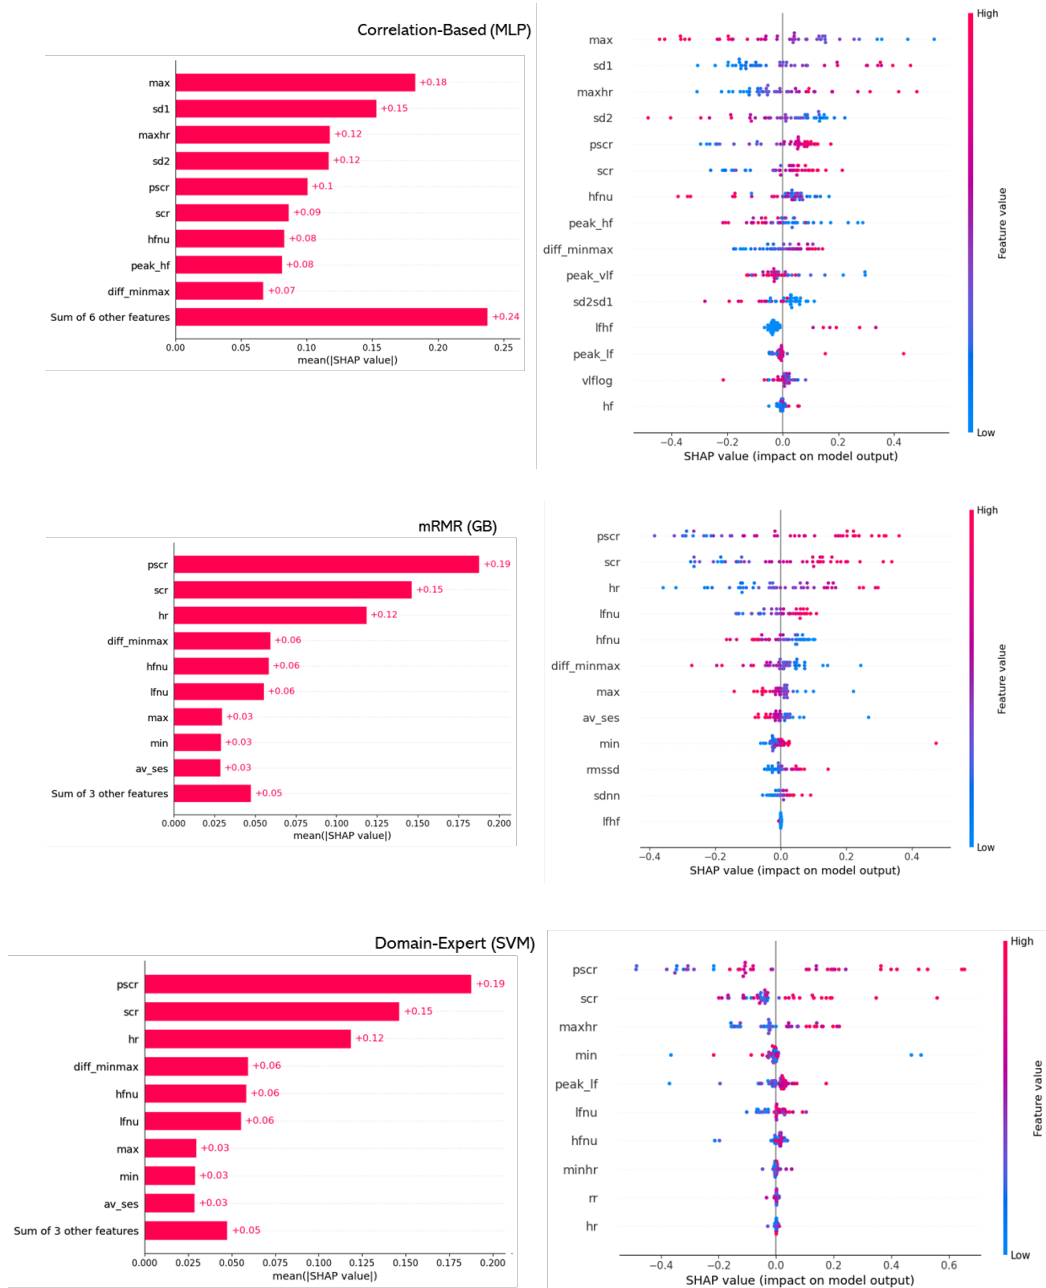 Correlation-Based (MLP)
max
+0.18
sd1
+0.15
maxhr
+0.12
sd2
+0.12
pscr
+0.1
scr
+0.09
hfnu
+0.08
peak_hf
+0.08
diff_minmax
+0.07
Sum of 6 other features
+0.24
0.00 0.05 0.10 0.15 0.20 0.25
mean(|SHAP value|)
High
max
sd1
maxhr
sd2
pscr
scr
hfnu
peak_hf
diff_minmax
peak_vlf
sd2sd1
lfhf
peak_lf
vlflog
hf
Low
Feature value
−0.4 −0.2 0.0 0.2 0.4
SHAP value (impact on model output)
mRMR (GB)
pscr
+0.19
scr
+0.15
hr
+0.12
diff_minmax
+0.06
hfnu
+0.06
lfnu
+0.06
max
+0.03
min
+0.03
av_ses
+0.03
Sum of 3 other features
+0.05
0.000 0.025 0.050 0.075 0.100 0.125 0.150 0.175 0.200
mean(|SHAP value|)
High
pscr
scr
hr
lfnu
hfnu
diff_minmax
max
av_ses
min
rmssd
sdnn
lfhf
Low
Feature value
−0.4 −0.2 0.0 0.2 0.4
SHAP value (impact on model output)
Domain-Expert (SVM)
pscr
+0.19
scr
+0.15
hr
+0.12
diff_minmax
+0.06
hfnu
+0.06
lfnu
+0.06
max
+0.03
min
+0.03
av_ses
+0.03
Sum of 3 other features
+0.05
0.000 0.025 0.050 0.075 0.100 0.125 0.150 0.175 0.200
mean(|SHAP value|)
High
pscr
scr
maxhr
min
peak_lf
lfnu
hfnu
minhr
rr
hr
Low
Feature value
−0.4 −0.2 0.0 0.2 0.4 0.6
SHAP value (impact on model output)